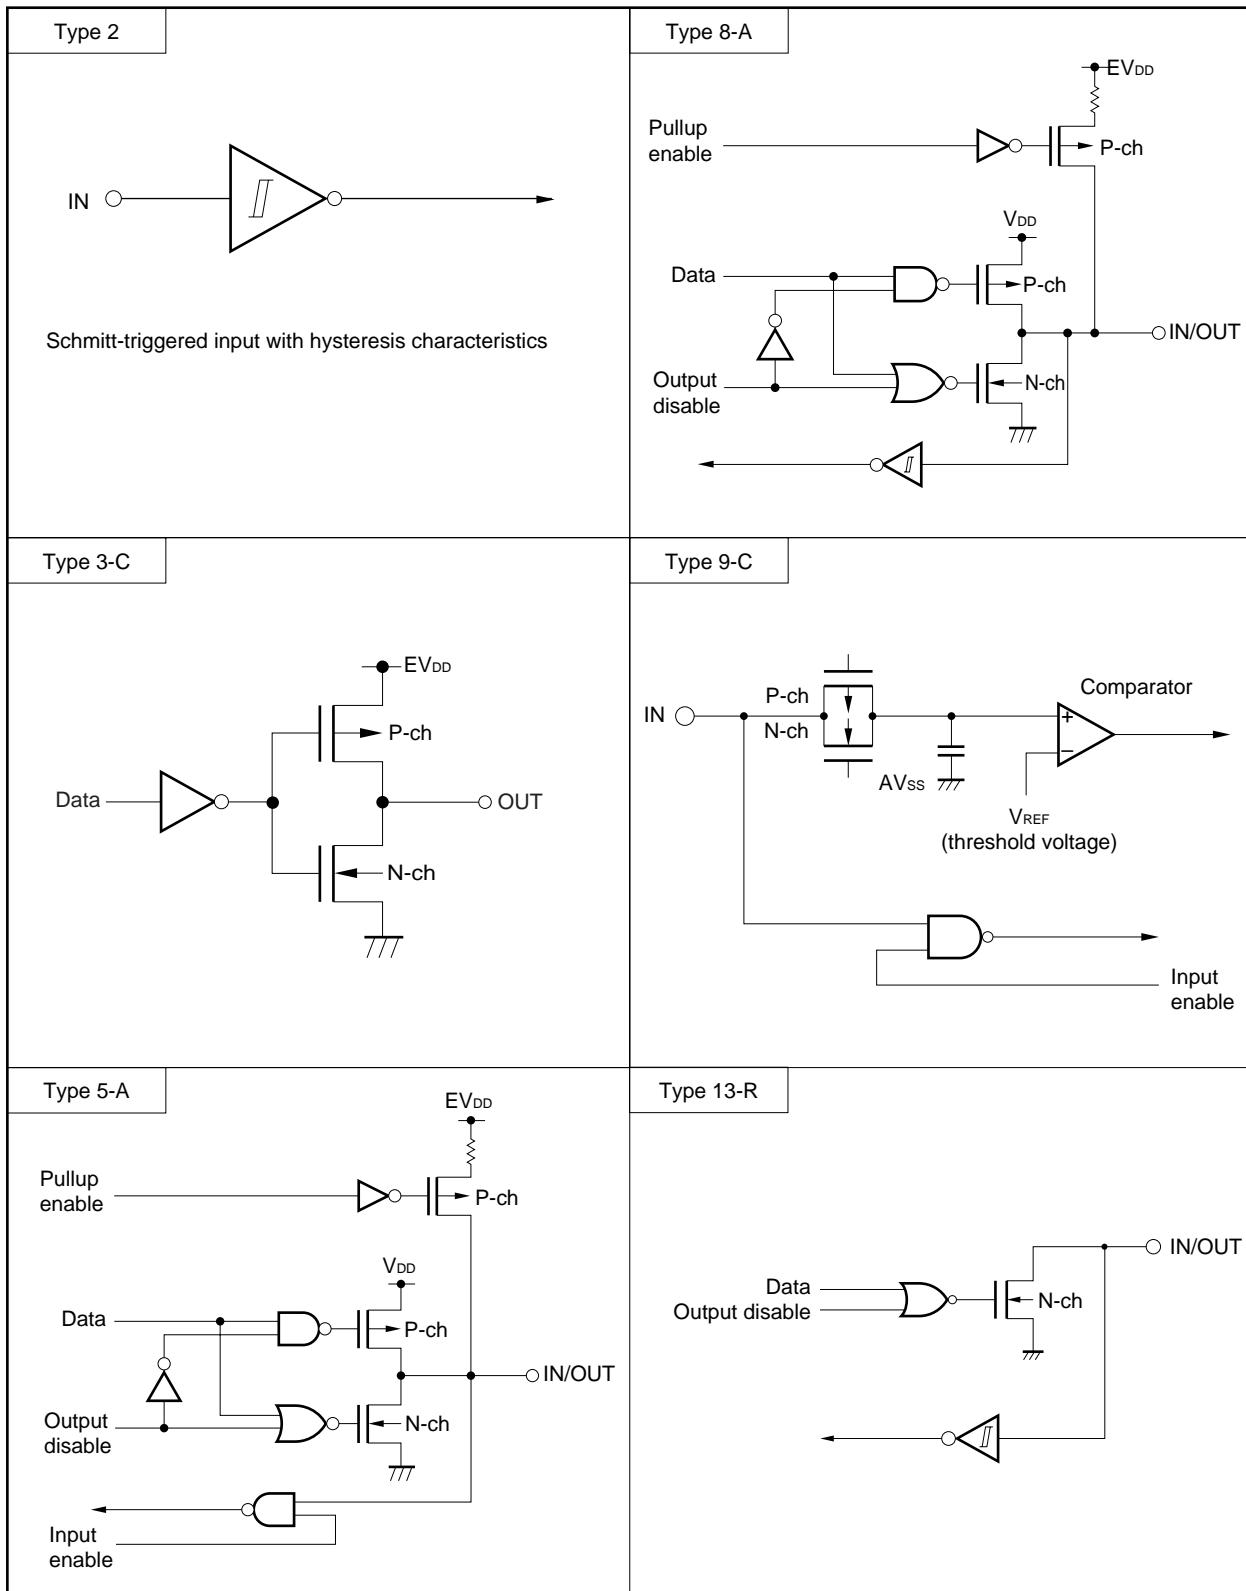 Type 2
IN
Schmitt-triggered input with hysteresis characteristics
Type 8-A
EVDD
Pullup
enable
P-ch
VDD
Data
P-ch
IN/OUT
Output
disable
N-ch
Type 3-C
EVDD
P-ch
Data
OUT
N-ch
Type 9-C
Comparator
P-ch
IN
N-ch
+
−
AVSS
VREF
(threshold voltage)
Input
enable
Type 5-A
EVDD
Pullup
enable
P-ch
VDD
Data
P-ch
IN/OUT
Output
disable
N-ch
Input
enable
Type 13-R
IN/OUT
Data
Output disable
N-ch